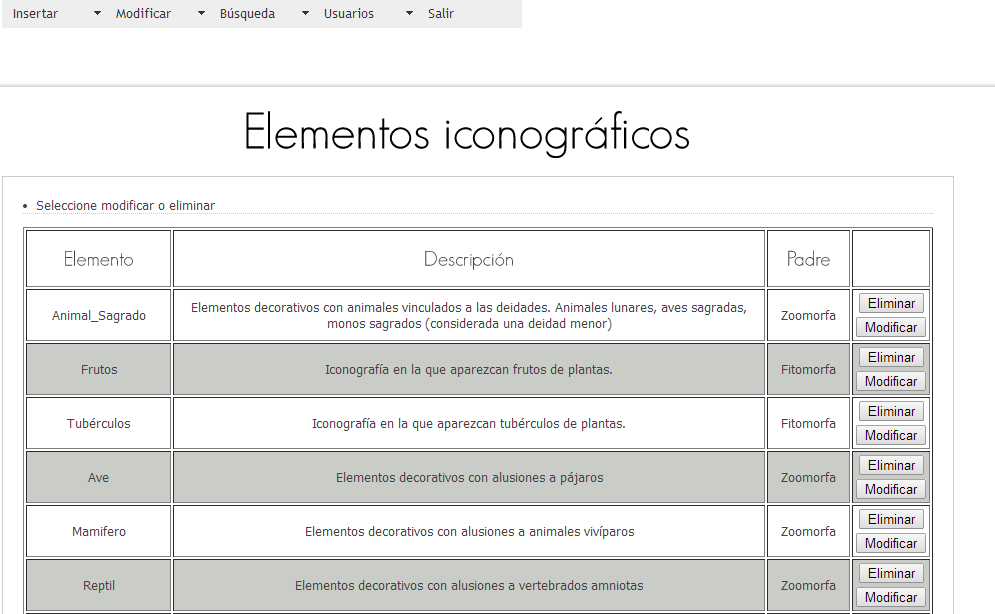 Insertar Modificar Búsqueda Usuarios Salir
Elementos iconográficos
• Seleccione modificar o eliminar
Elemento Descripción Padre
Animal_Sagrado Elementos decorativos con animales vinculados a las deidades. Animales lunares, aves sagradas, monos sagrados (considerada una deidad menor) Zoomorfa Eliminar Modificar
Frutos Iconografía en la que aparezcan frutos de plantas. Fitomorfa Eliminar Modificar
Tubérculos Iconografía en la que aparezcan tubérculos de plantas. Fitomorfa Eliminar Modificar
Ave Elementos decorativos con alusiones a pájaros Zoomorfa Eliminar Modificar
Mamifero Elementos decorativos con alusiones a animales vivíparos Zoomorfa Eliminar Modificar
Reptil Elementos decorativos con alusiones a vertebrados amniotas Zoomorfa Eliminar Modificar